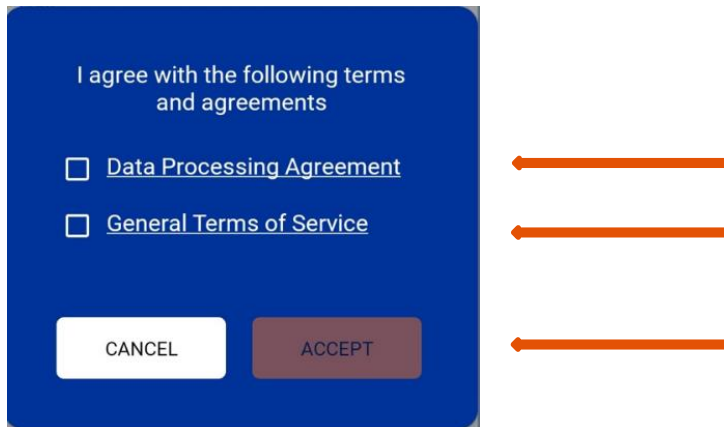 I agree with the following terms
and agreements
Data Processing Agreement
General Terms of Service
CANCEL
ACCEPT